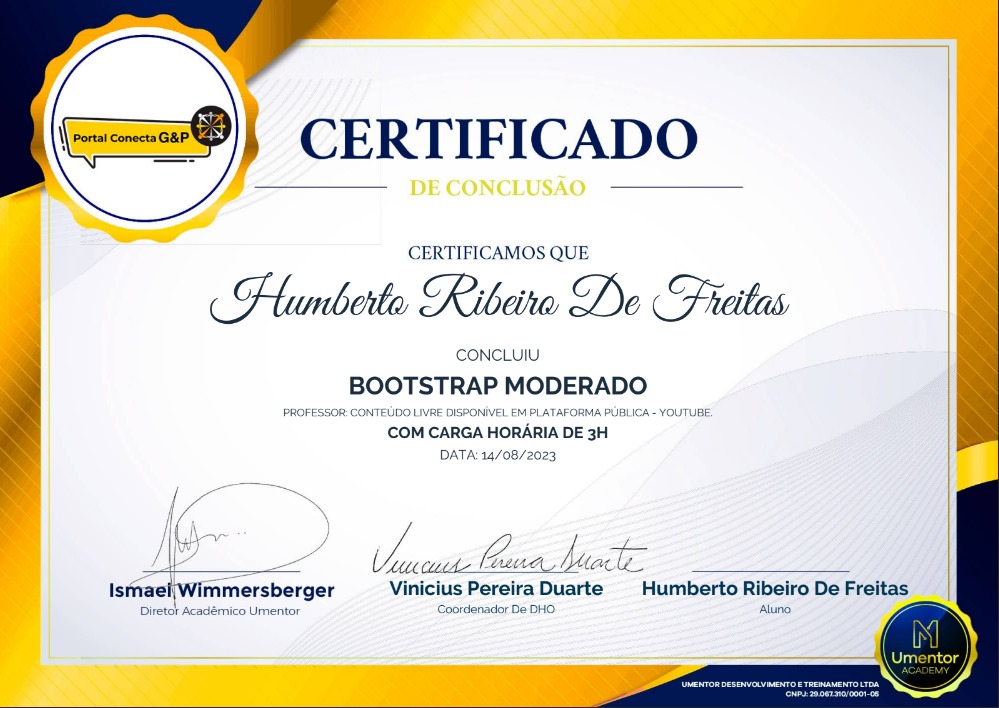 Portal Conecta G&P
CERTIFICADO
DE CONCLUSÃO
CERTIFICAMOS QUE
Humberto Ribeiro De Freitas
CONCLUIU
BOOTSTRAP MODERADO
PROFESSOR: CONTEÚDO LIVRE DISPONÍVEL EM PLATAFORMA PÚBLICA - YOUTUBE.
COM CARGA HORÁRIA DE 3H
DATA: 14/08/2023
Vinicius Pereira Duarte
Ismael Wimmersberger
Vinicius Pereira Duarte
Humberto Ribeiro De Freitas
Diretor Acadêmico Umentor
Coordenador De DHO
Aluno
Umentor
ACADEMY
UMENTOR DESENVOLVIMENTO E TREINAMENTO LTDA
CNPJ: 29.067.310/0001-05